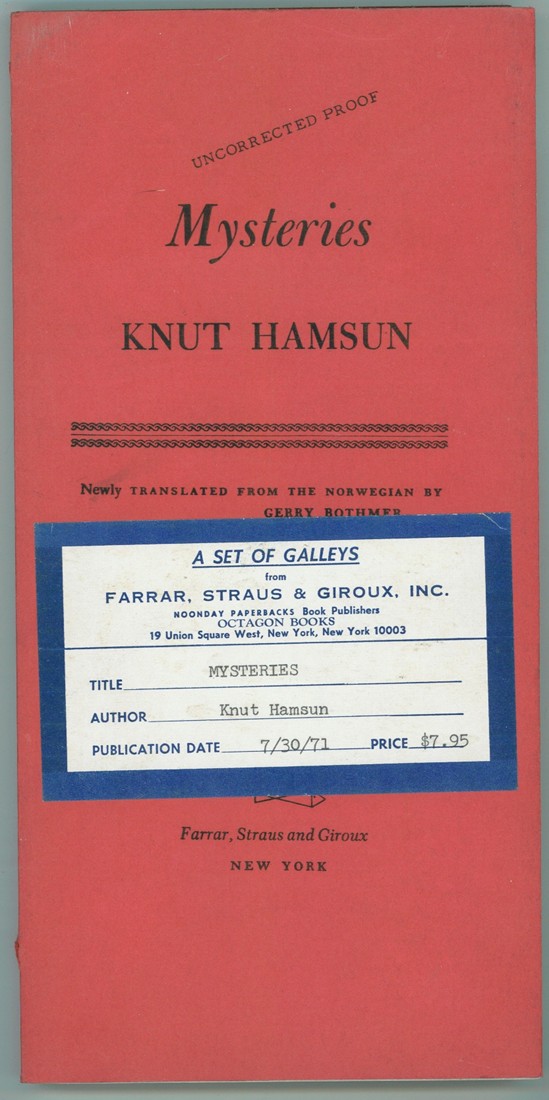 UNCORRECTED PROOF
Mysteries
KNUT HAMSUN
Newly TRANSLATED FROM THE NORWEGIAN BY
GERRY BOTHMER
A SET OF GALLEYS
from
FARRAR, STRAUS & GIROUX, INC.
NOONDAY PAPERBACKS Book Publishers
OCTAGON BOOKS
19 Union Square West, New York, New York 10003
TITLE MYSTERIES
AUTHOR Knut Hamsun
PUBLICATION DATE 7/30/71 PRICE $7.95
Farrar, Straus and Giroux
NEW YORK